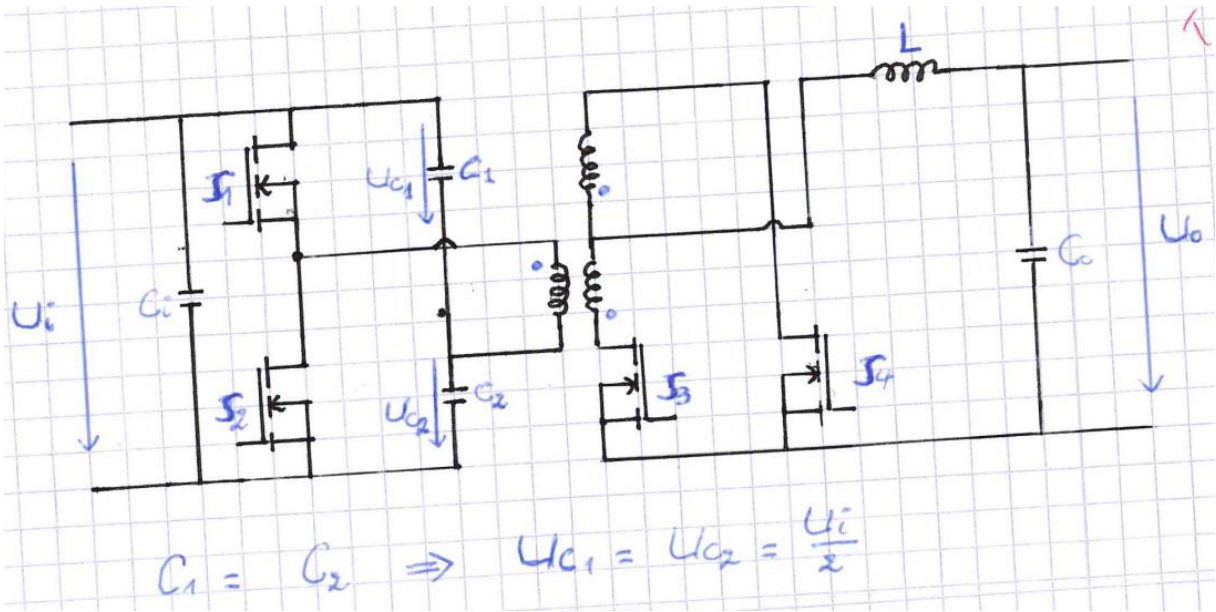 L
S1
Uc1
C1
Uo
Ui
Ci
Co
S2
Uc2
C2
S3
S4
C1 = C2 ⇒ Uc1 = Uc2 = Ui/2